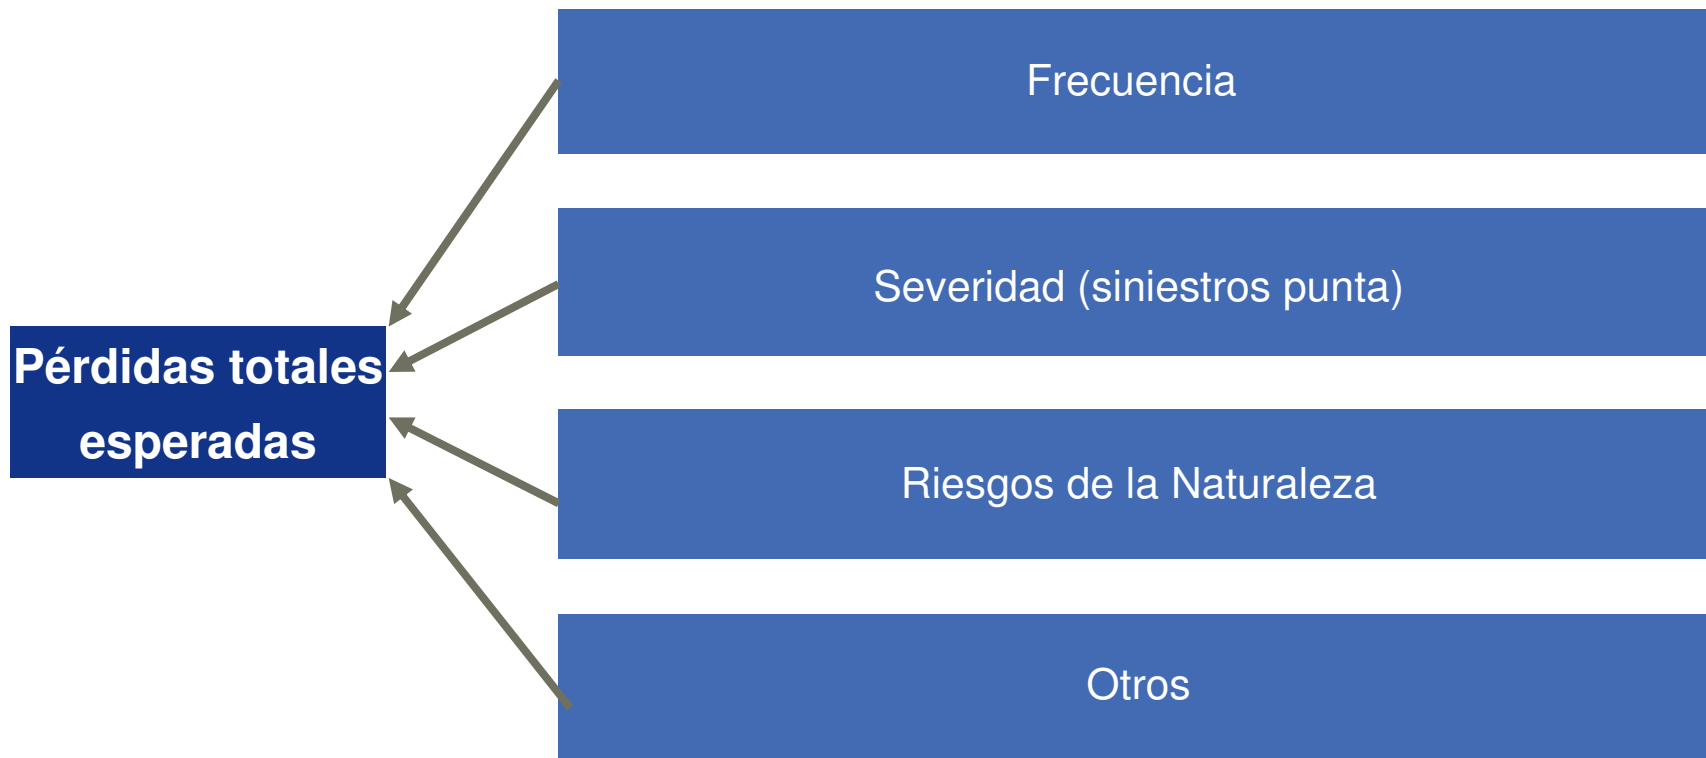 Frecuencia
Severidad (siniestros punta)
Pérdidas totales
esperadas
Riesgos de la Naturaleza
Otros